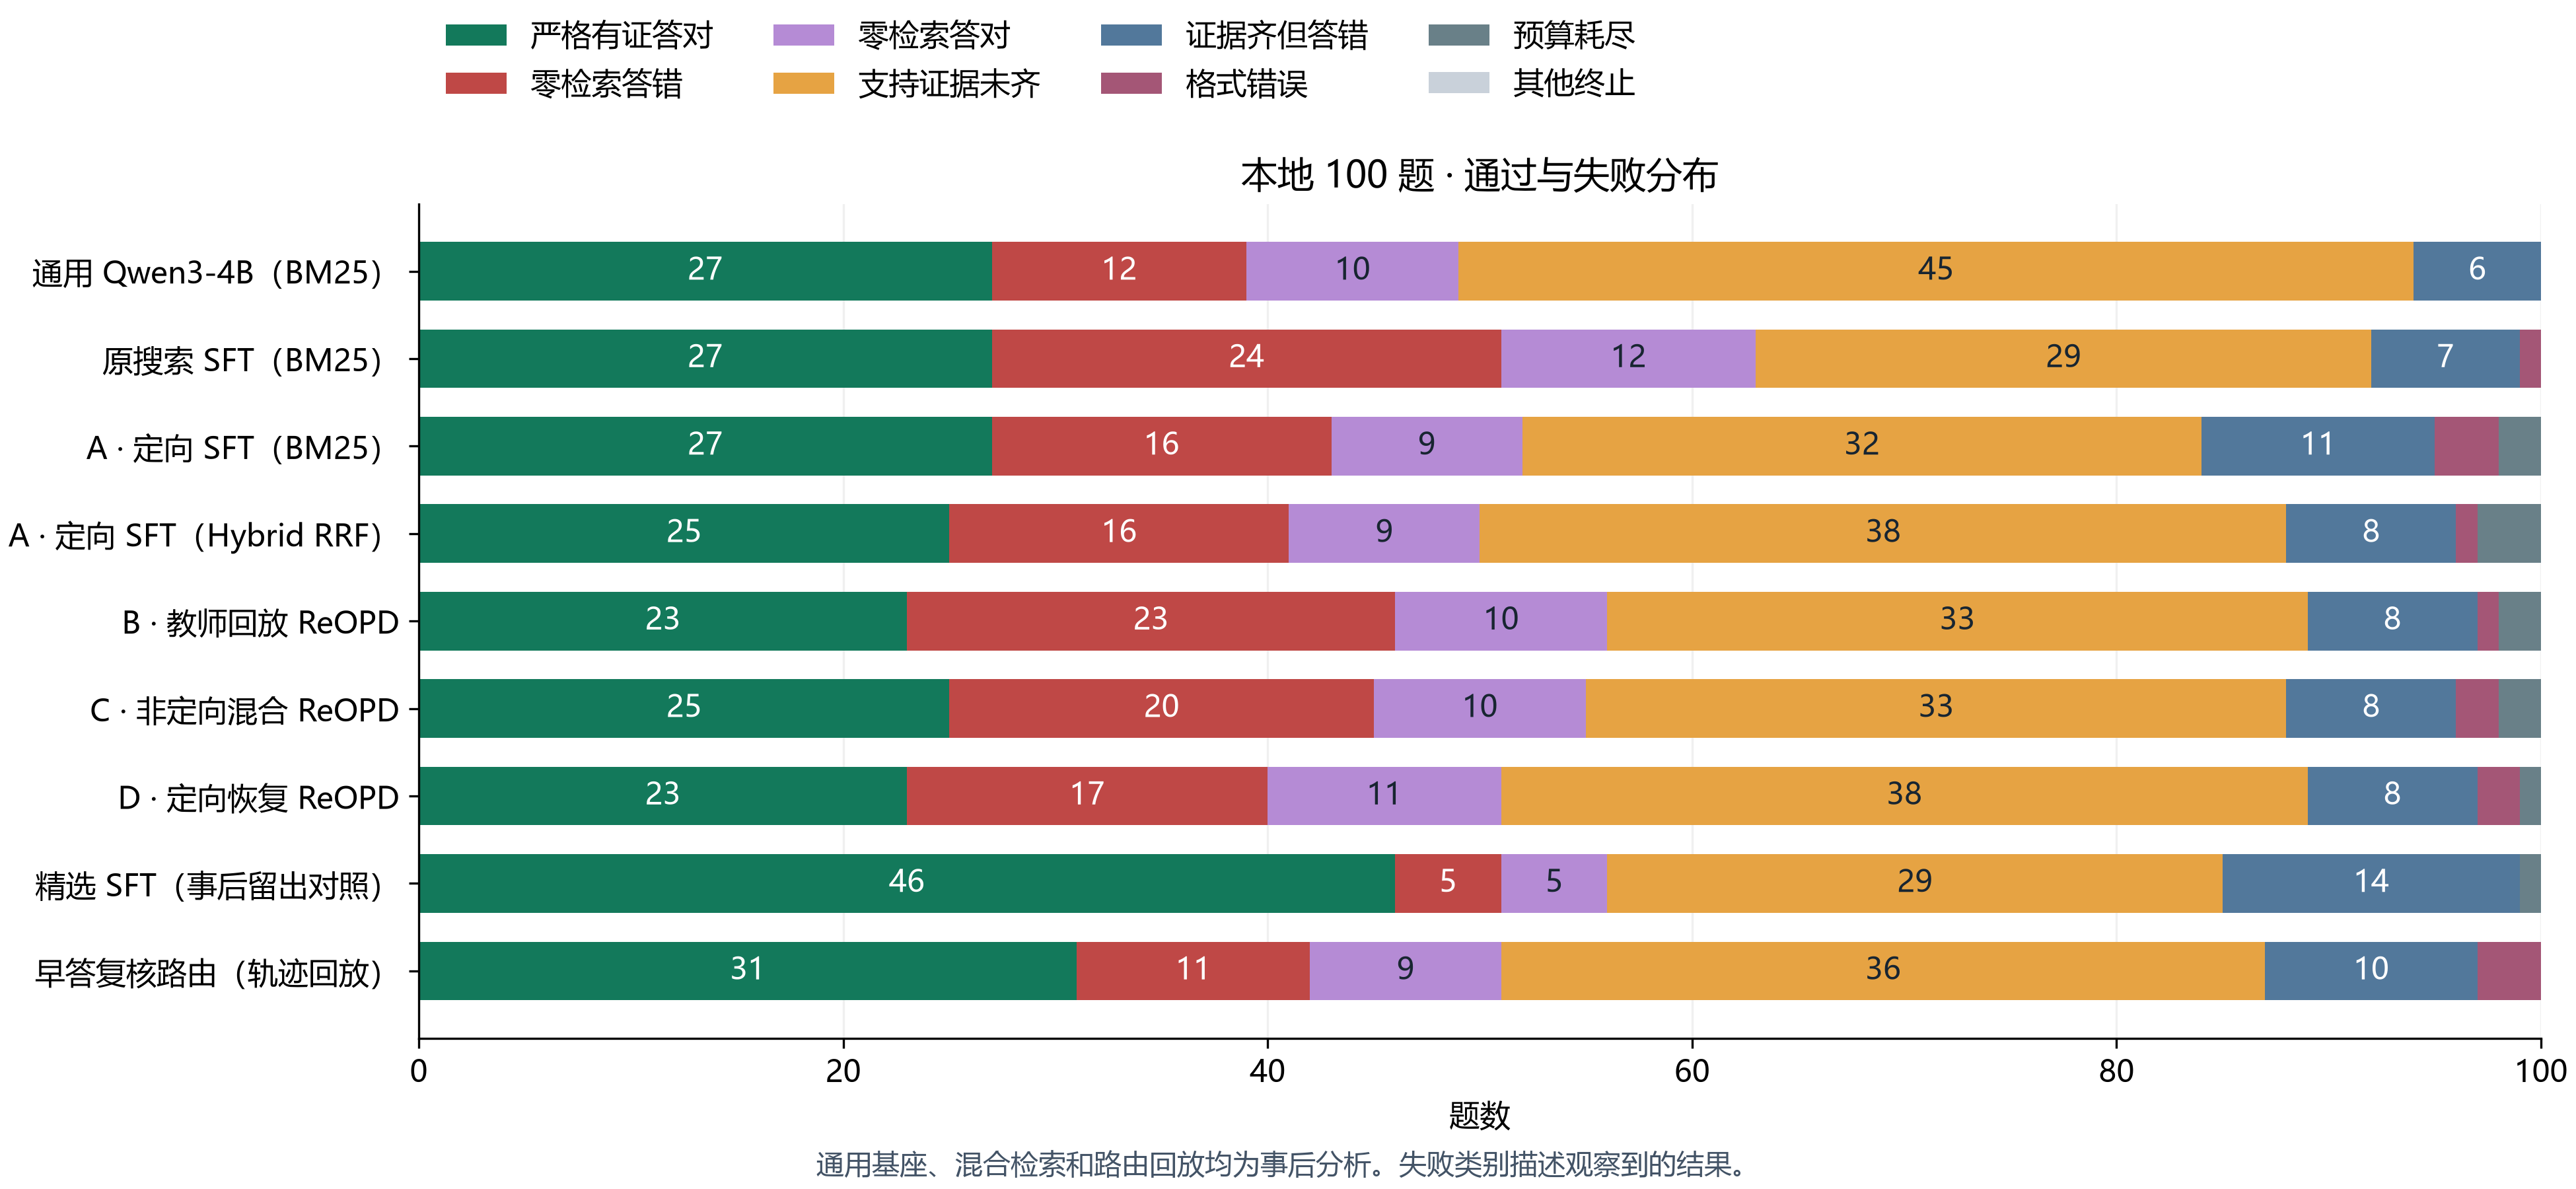 严格有证答对 零检索答对 证据齐但答错 预算耗尽
零检索答错 支持证据未齐 格式错误 其他终止
本地 100 题 · 通过与失败分布
通用 Qwen3-4B（BM25） 27 12 10 45 6
原搜索 SFT（BM25） 27 24 12 29 7
A · 定向 SFT（BM25） 27 16 9 32 11
A · 定向 SFT（Hybrid RRF） 25 16 9 38 8
B · 教师回放 ReOPD 23 23 10 33 8
C · 非定向混合 ReOPD 25 20 10 33 8
D · 定向恢复 ReOPD 23 17 11 38 8
精选 SFT（事后留出对照） 46 5 5 29 14
早答复核路由（轨迹回放） 31 11 9 36 10
0 20 40 60 80 100
题数
通用基座、混合检索和路由回放均为事后分析。失败类别描述观察到的结果。